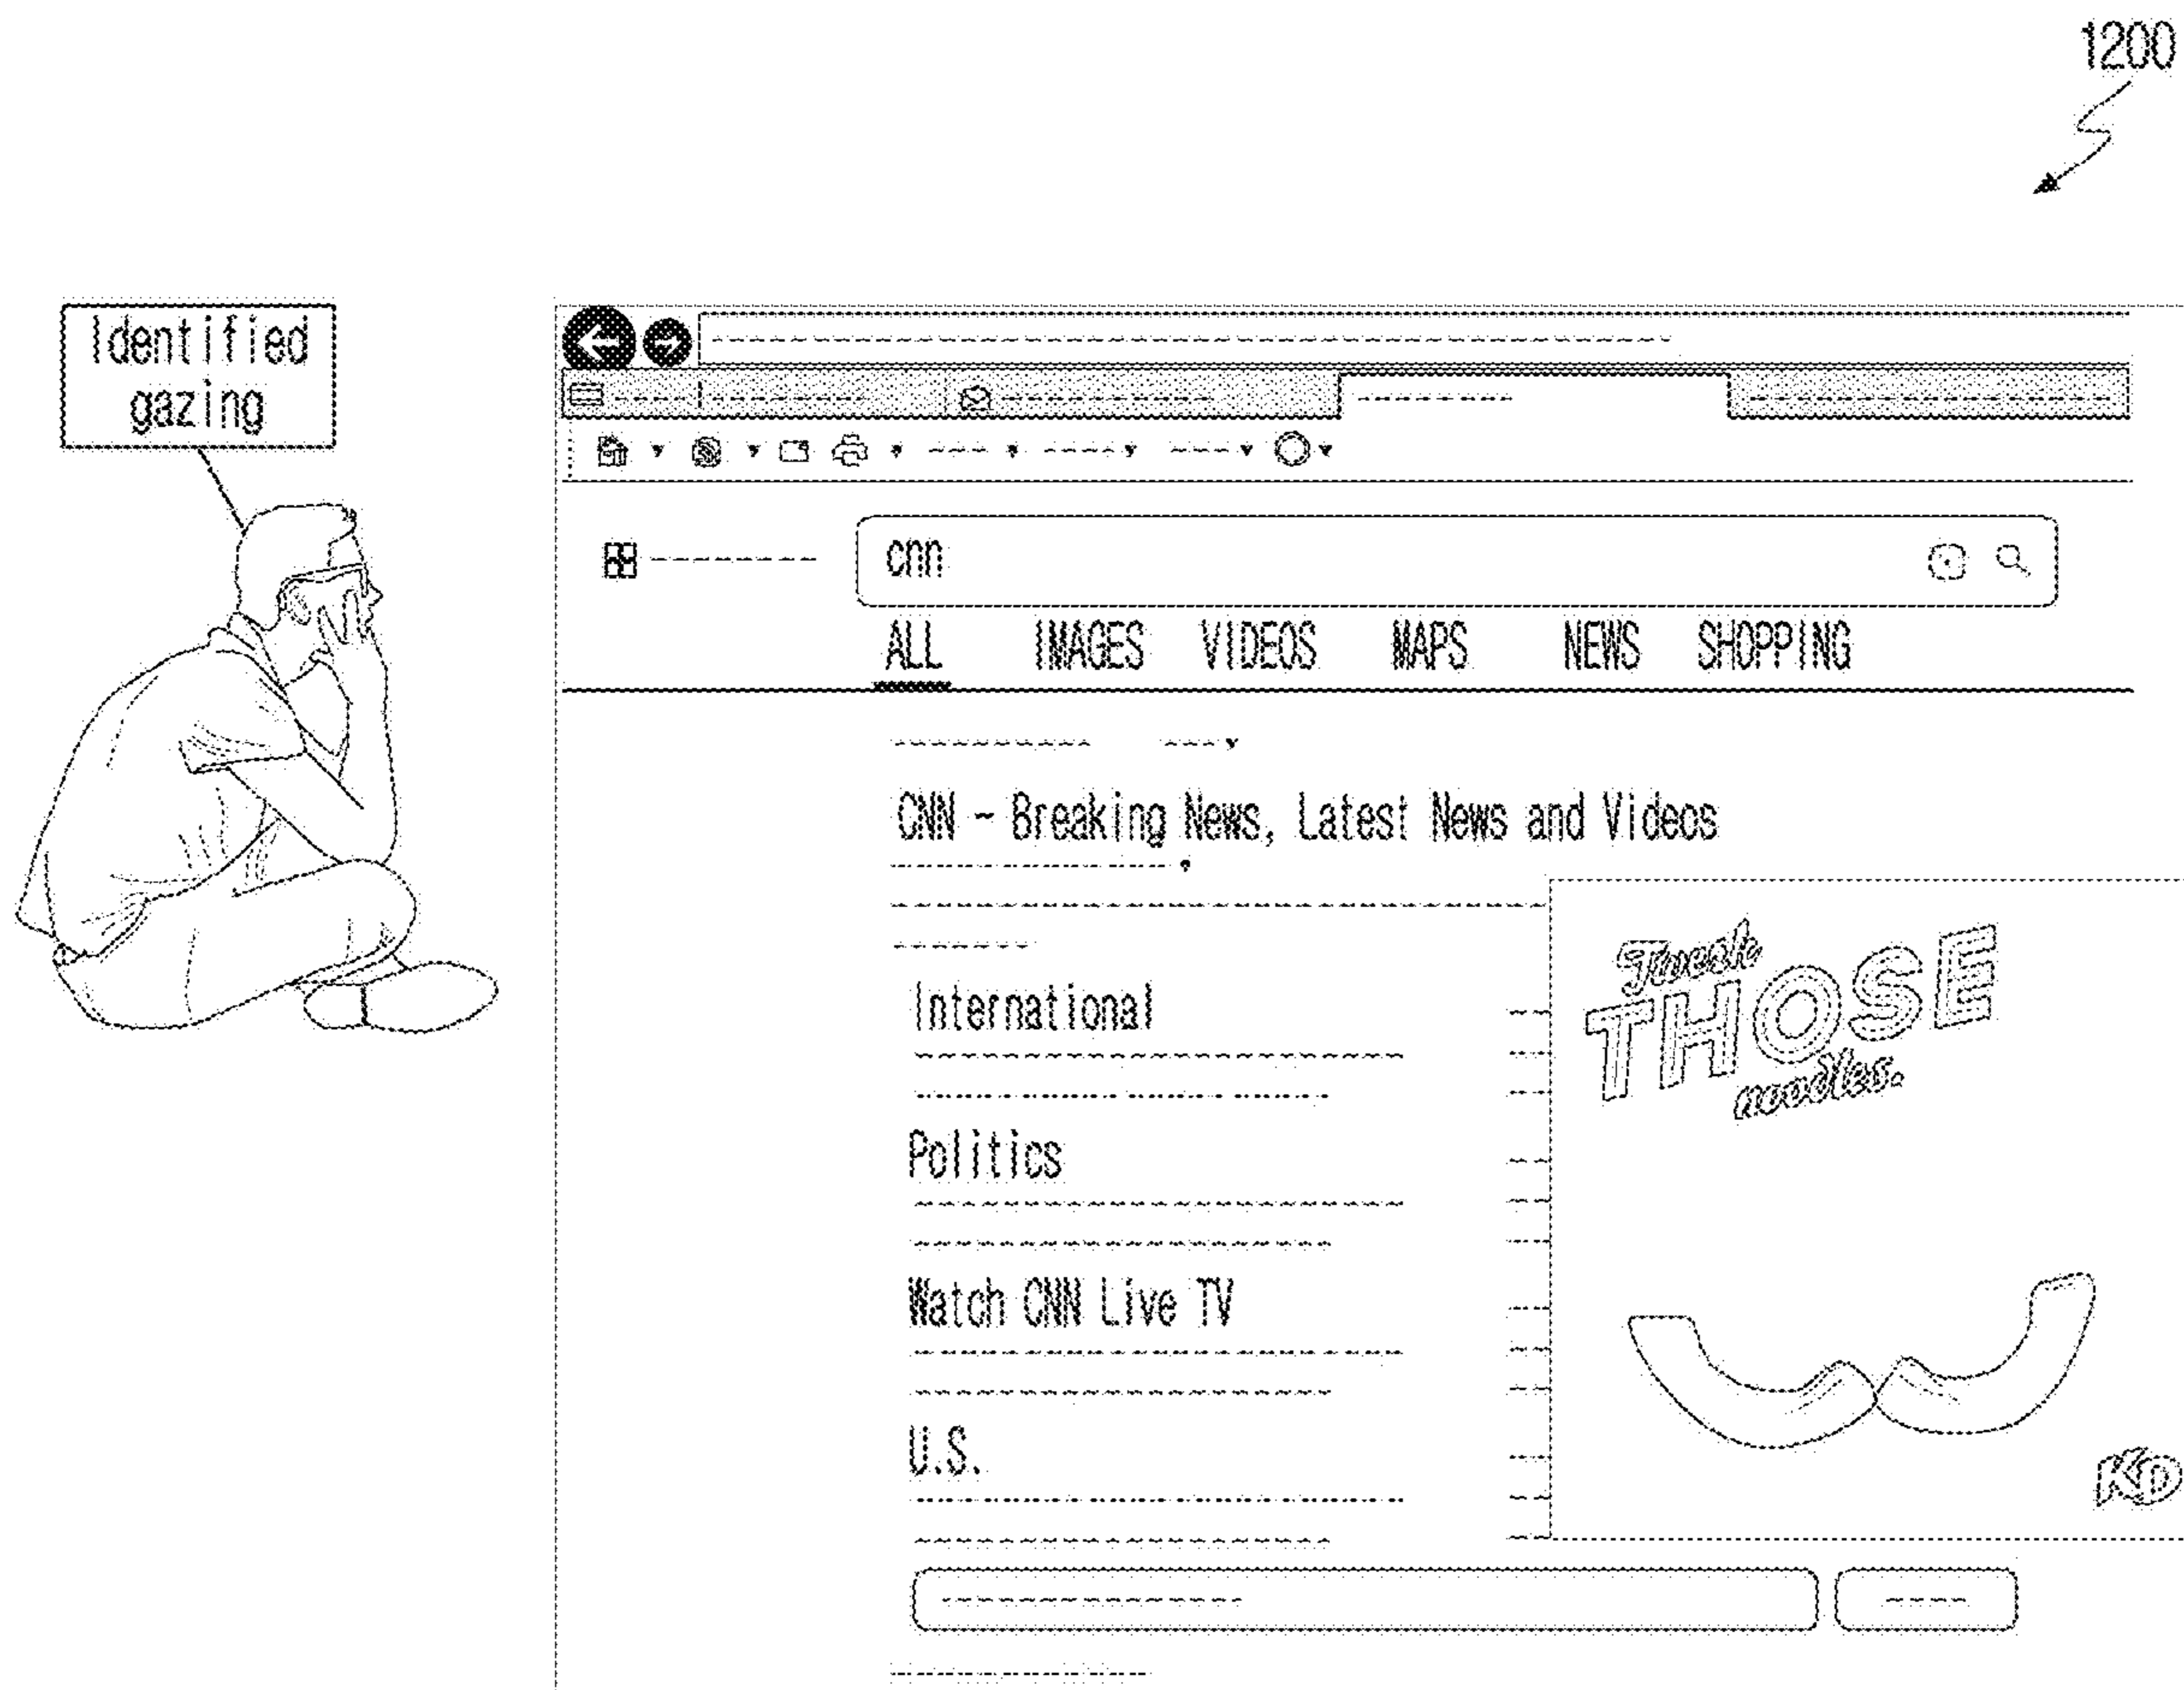 1200
Identified
gazing
cnn
ALL IMAGES VIDEOS MAPS NEWS SHOPPING
CNN - Breaking News, Latest News and Videos
Tweak
THOSE
noodles.
International
Politics
Watch CNN Live TV
U.S.
KD